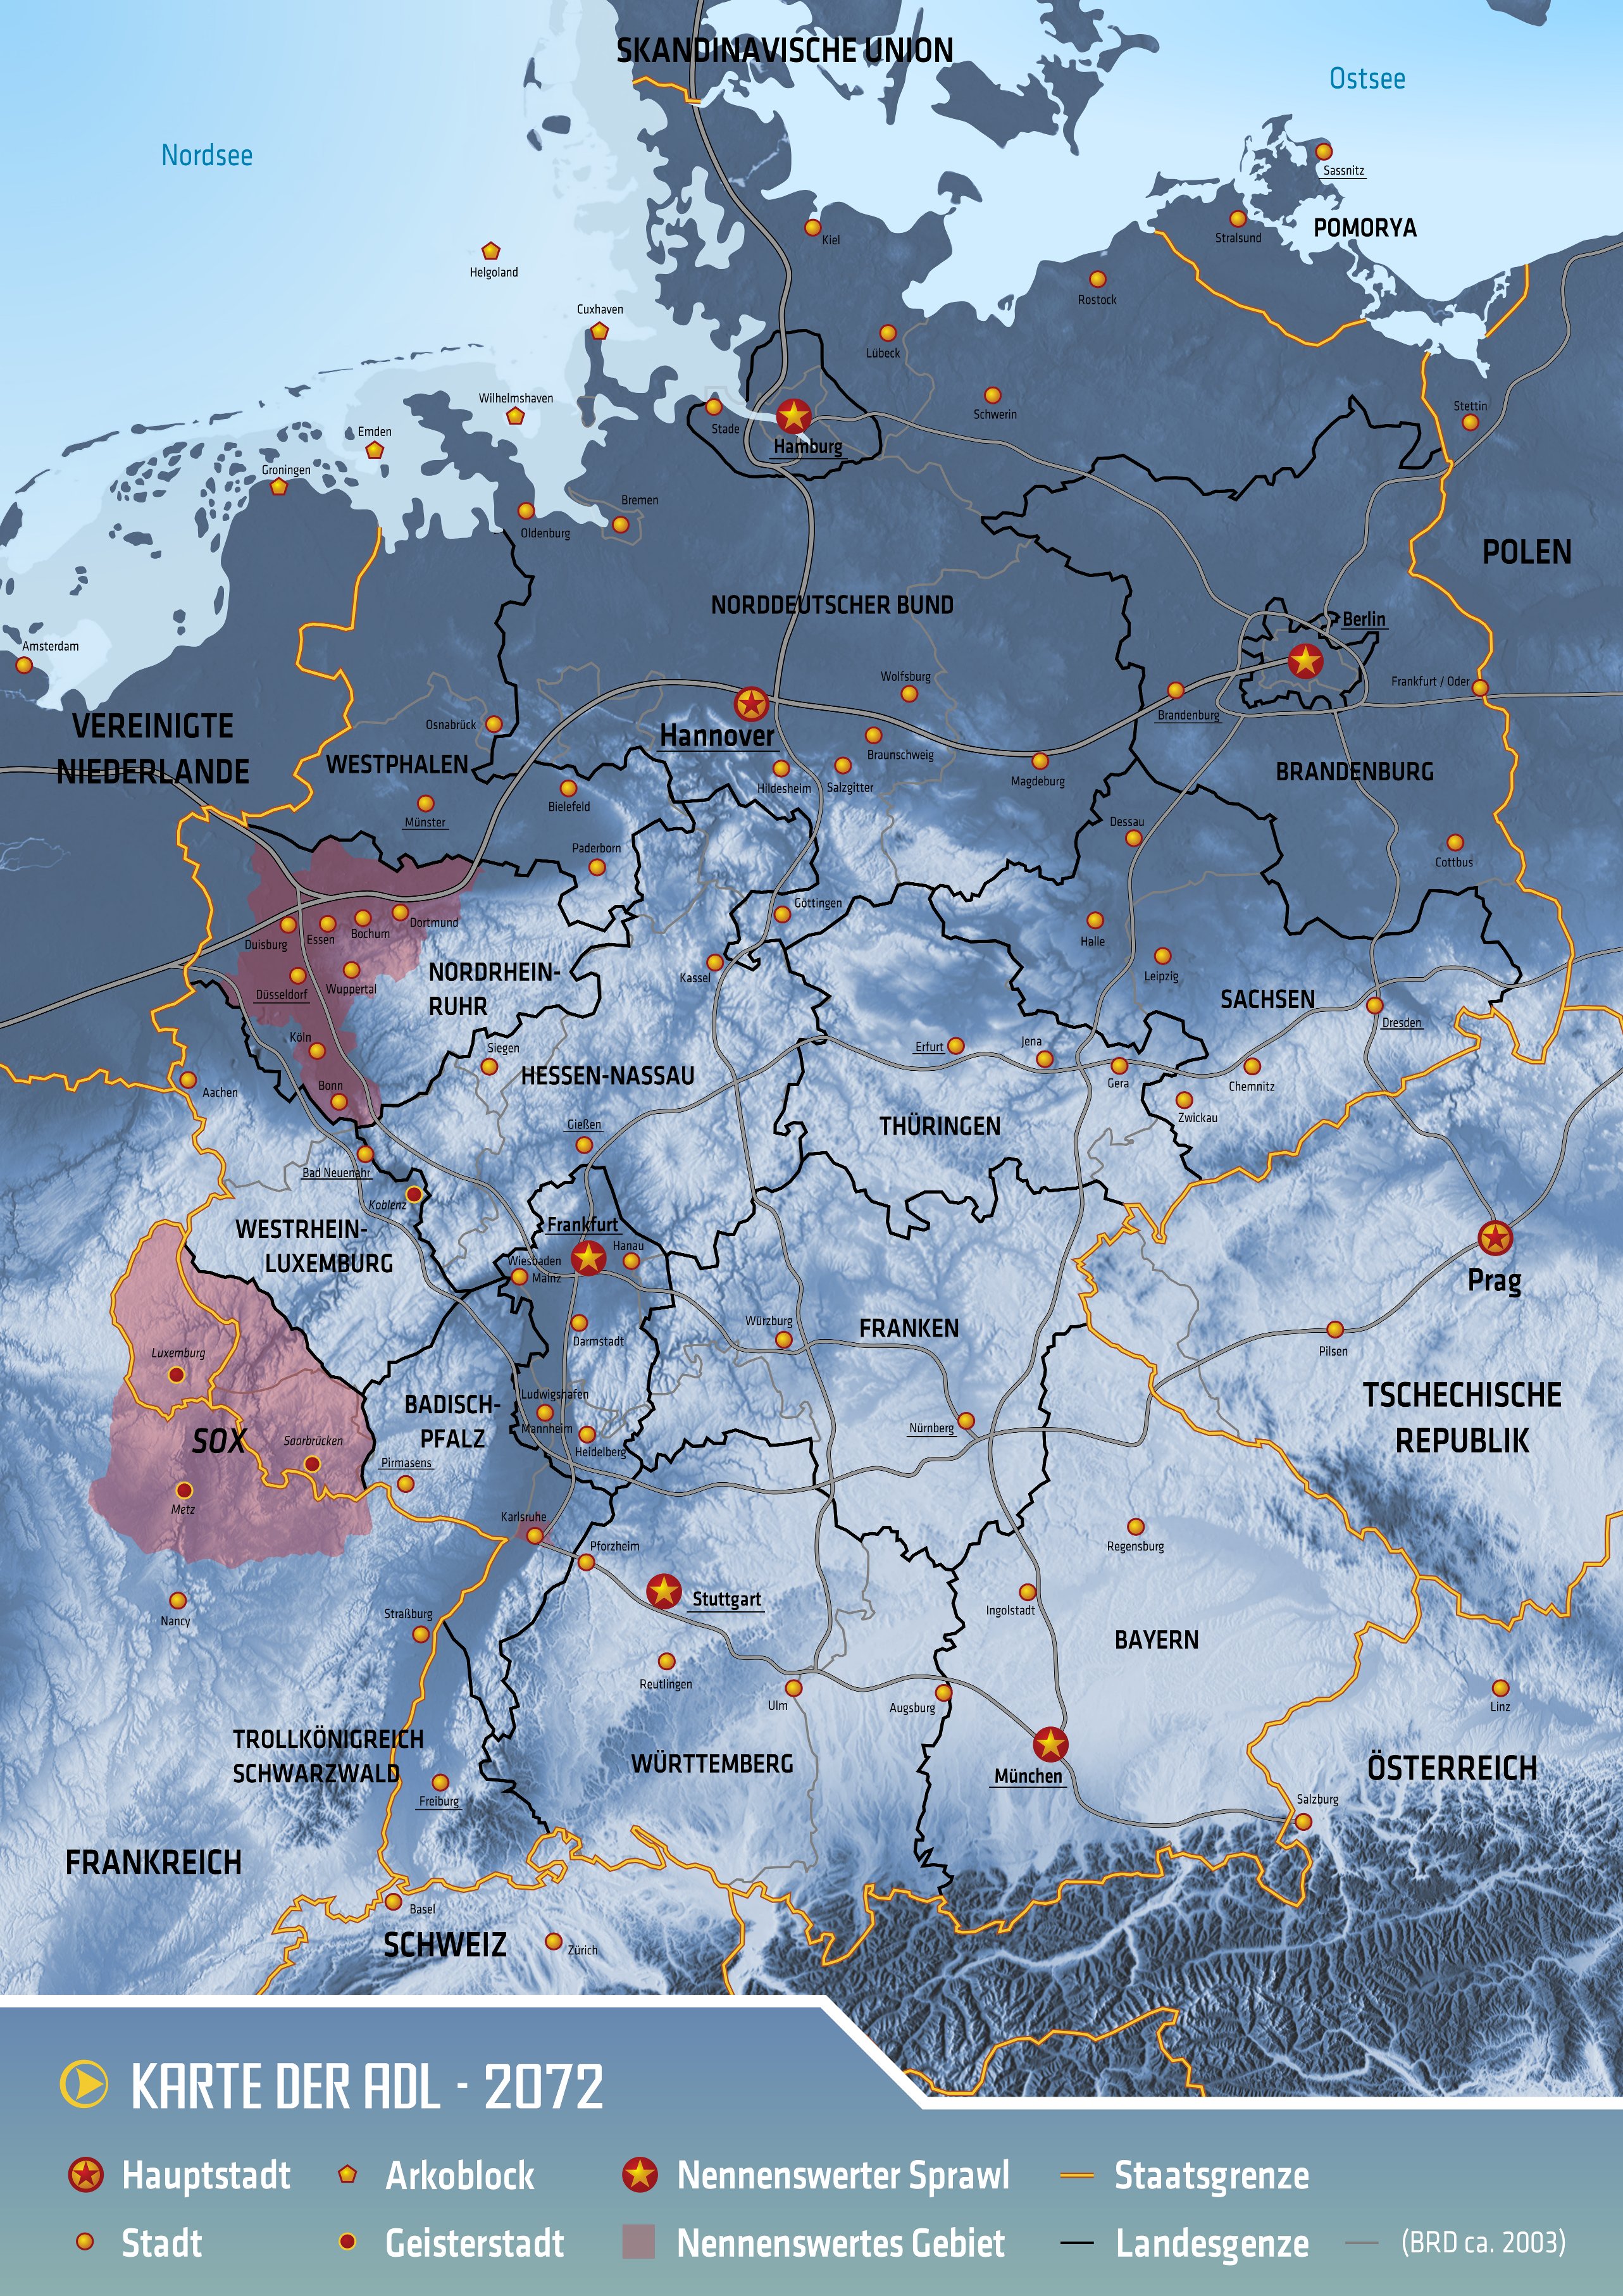 SKANDINAVISCHE UNION
Ostsee
Nordsee
Sassnitz
POMORYA
Stralsund
Kiel
Helgoland
Rostock
Cuxhaven
Lübeck
Wilhelmshaven
Schwerin
Stettin
Stade
Emden
Hamburg
Groningen
Bremen
Oldenburg
POLEN
NORDDEUTSCHER BUND
Berlin
Amsterdam
Wolfsburg
Frankfurt / Oder
Brandenburg
Osnabrück
VEREINIGTE
NIEDERLANDE
Hannover
Braunschweig
WESTPHALEN
BRANDENBURG
Hildesheim
Salzgitter
Magdeburg
Bielefeld
Münster
Dessau
Paderborn
Cottbus
Göttingen
Dortmund
Bochum
Essen
Duisburg
Halle
NORDRHEIN-
RUHR
Kassel
Leipzig
Wuppertal
Düsseldorf
SACHSEN
Dresden
Köln
Siegen
Erfurt
Jena
HESSEN-NASSAU
Gera
Chemnitz
Bonn
Aachen
Zwickau
Gießen
THÜRINGEN
Bad Neuenahr
Koblenz
WESTRHEIN-
LUXEMBURG
Frankfurt
Hanau
Wiesbaden
Mainz
Prag
Würzburg
FRANKEN
Darmstadt
Pilsen
Luxemburg
TSCHECHISCHE
REPUBLIK
BADISCH-
PFALZ
Ludwigshafen
Mannheim
Nürnberg
SOX
Saarbrücken
Heidelberg
Pirmasens
Metz
Karlsruhe
Pforzheim
Regensburg
Stuttgart
Ingolstadt
Nancy
Straßburg
BAYERN
Reutlingen
Ulm
Augsburg
Linz
TROLLKÖNIGREICH
SCHWARZWALD
WÜRTTEMBERG
ÖSTERREICH
München
Freiburg
Salzburg
FRANKREICH
Basel
SCHWEIZ
Zürich
KARTE DER ADL - 2072
Hauptstadt
Arkoblock
Nennenswerter Sprawl
Staatsgrenze
Stadt
Geisterstadt
Nennenswertes Gebiet
Landesgenze
(BRD ca. 2003)